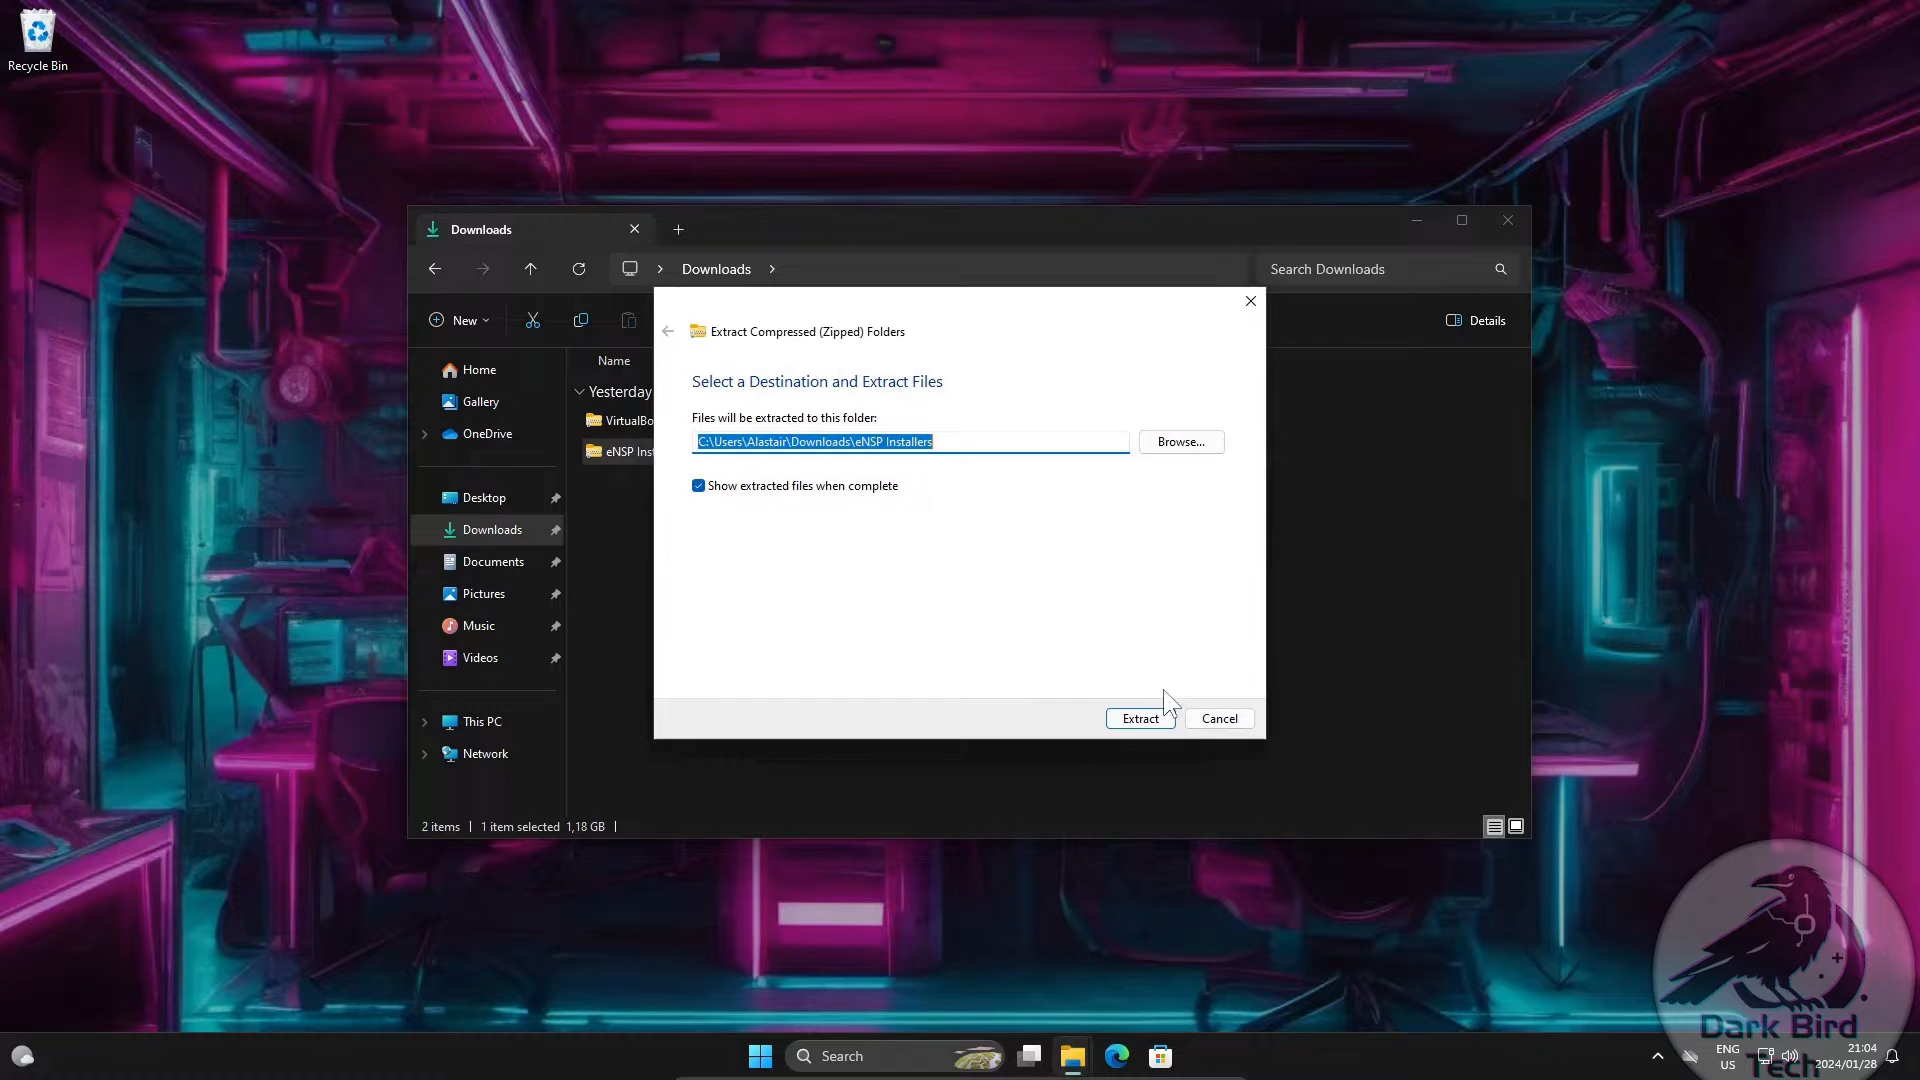 Recycle Bin
Downloads
Downloads
Search Downloads
New
Details
Extract Compressed (Zipped) Folders
Select a Destination and Extract Files
Files will be extracted to this folder:
C:\Users\Alastair\Downloads\eNSP Installers
Browse...
Show extracted files when complete
Extract
Cancel
Home
Gallery
OneDrive
Desktop
Downloads
Documents
Pictures
Music
Videos
This PC
Network
Name
Yesterday
VirtualBo
eNSP Inst
2 items
1 item selected 1,18 GB
Dark Bird
Tech
Search
ENG
US
21:04
2024/01/28